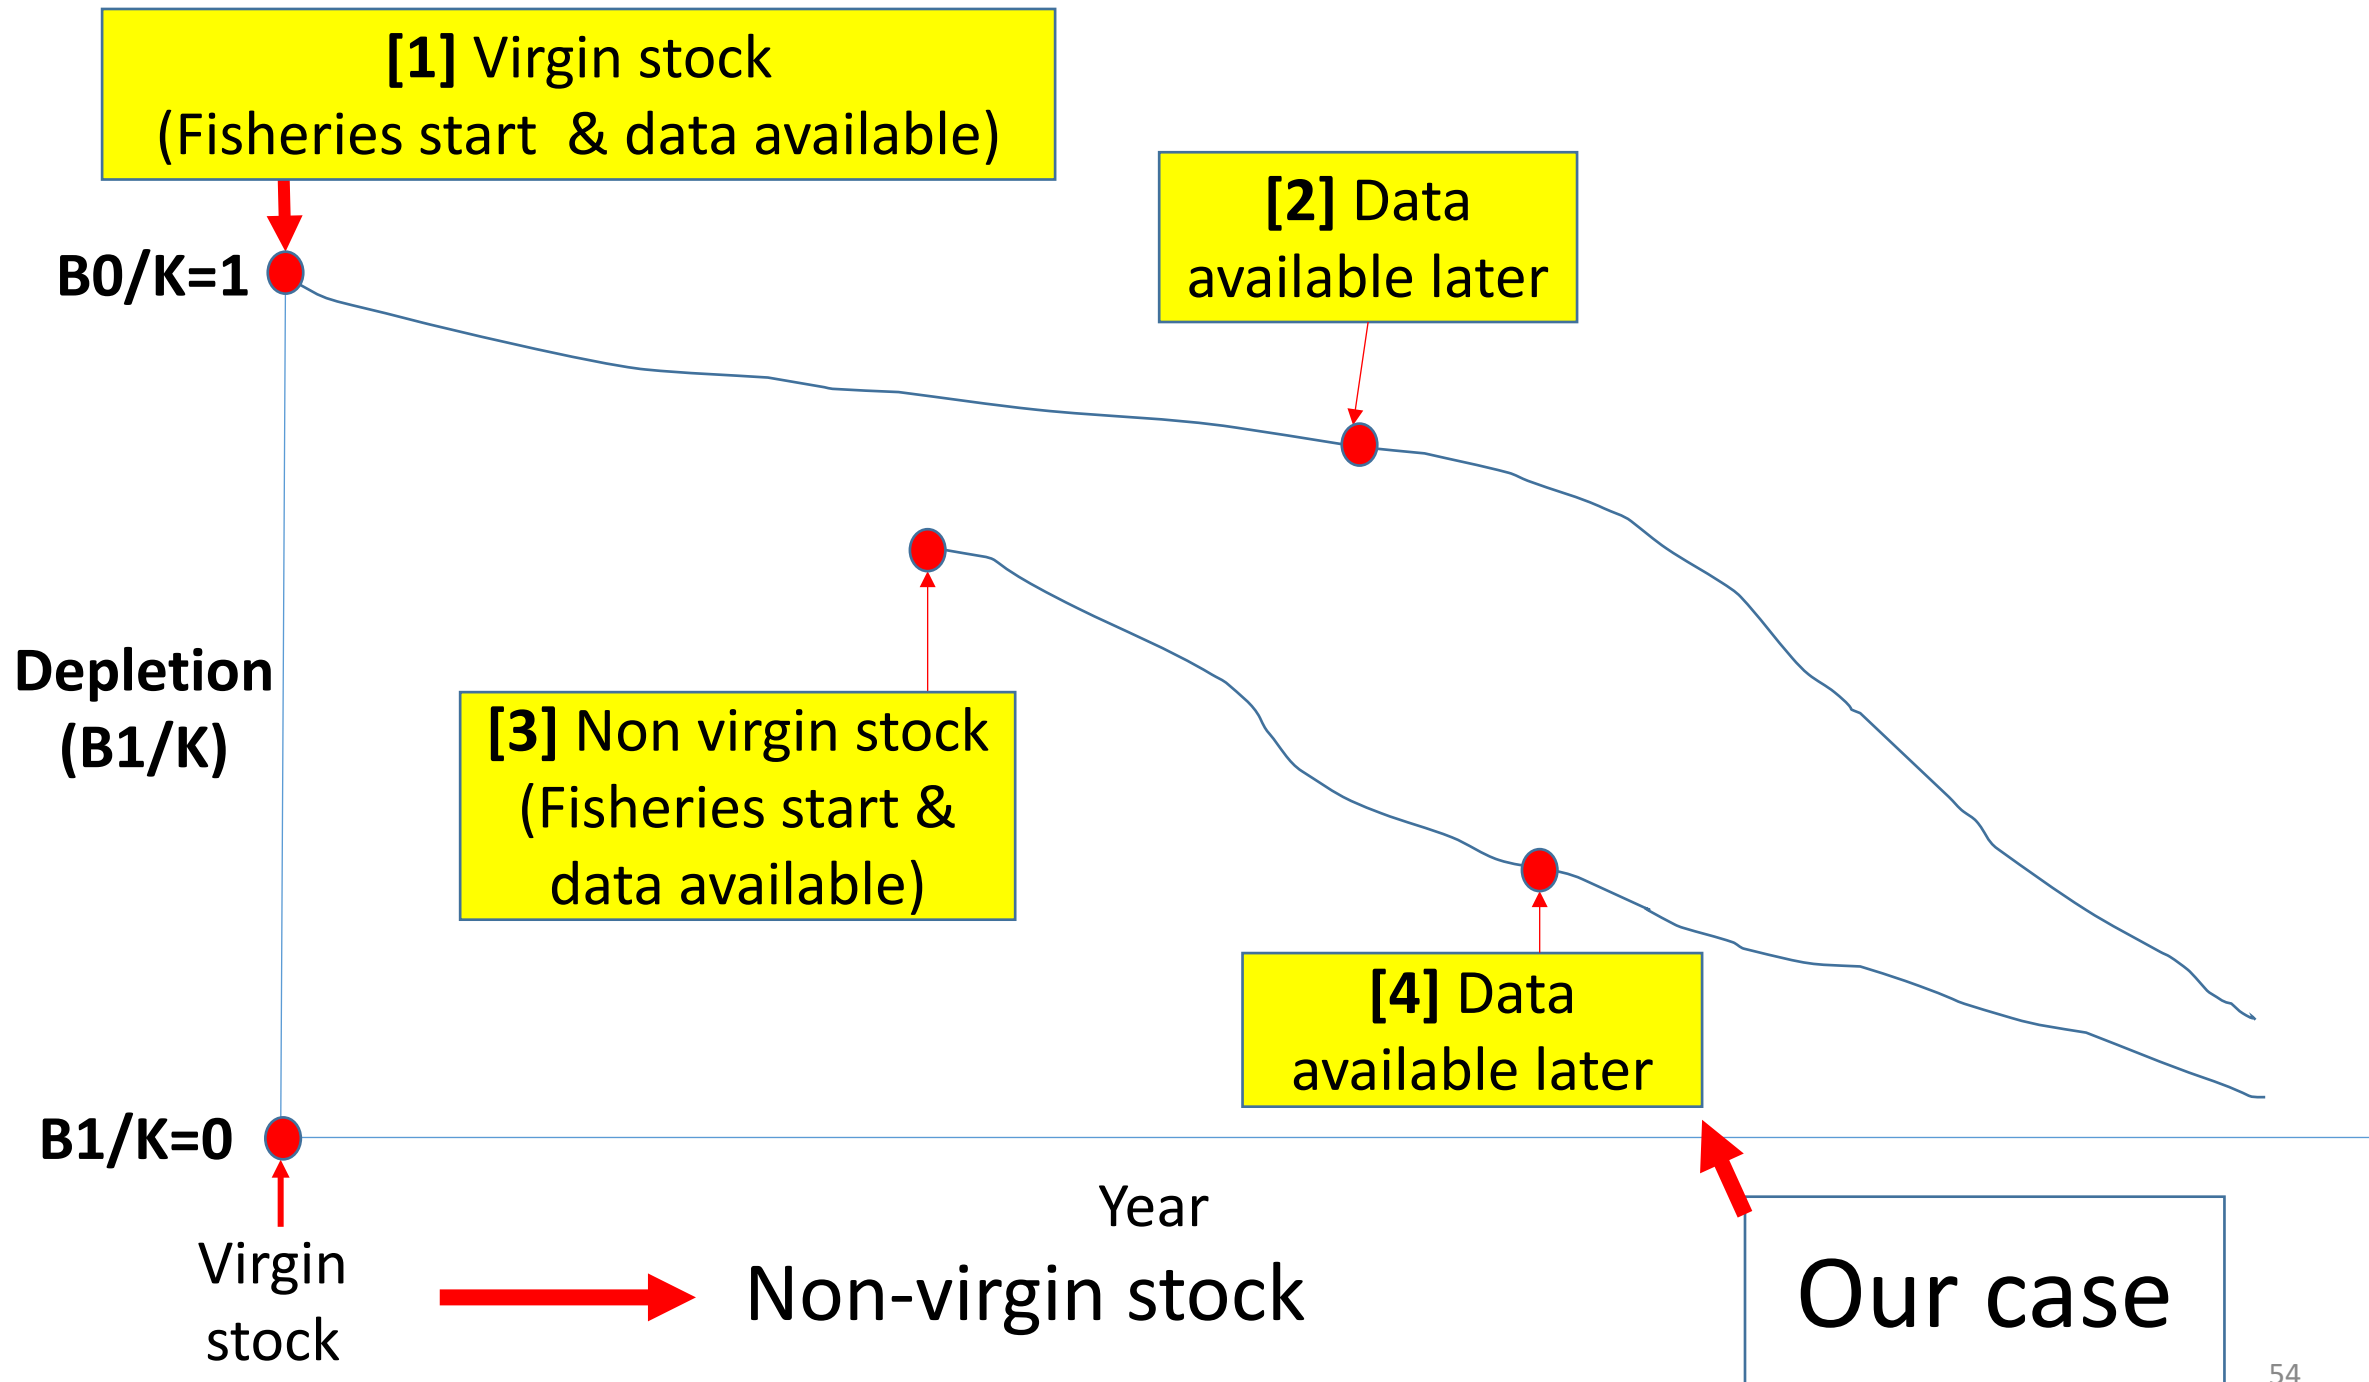 [1] Virgin stock
(Fisheries start & data available)
[2] Data
available later
B0/K=1
Depletion
(B1/K)
[3] Non virgin stock
(Fisheries start &
data available)
[4] Data
available later
B1/K=0
Year
Virgin
stock
Non-virgin stock
Our case
54